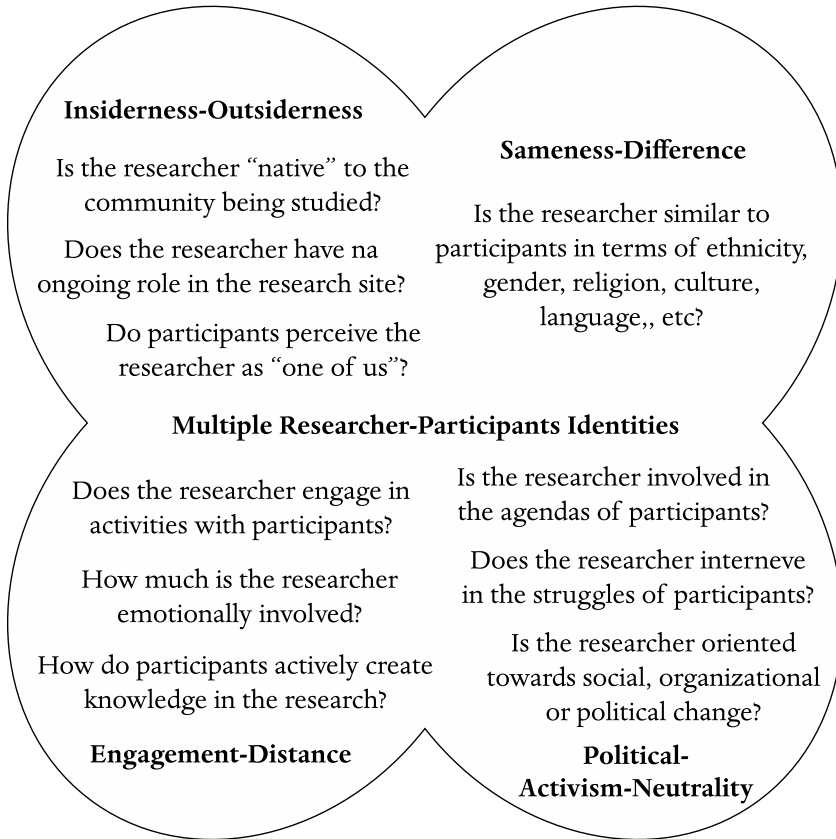 Insiderness-Outsiderness
Is the researcher “native” to the
community being studied?
Does the researcher have na
ongoing role in the research site?
Do participants perceive the
researcher as “one of us”?
Sameness-Difference
Is the researcher similar to
participants in terms of ethnicity,
gender, religion, culture,
language,, etc?
Multiple Researcher-Participants Identities
Does the researcher engage in
activities with participants?
How much is the researcher
emotionally involved?
How do participants actively create
knowledge in the research?
Engagement-Distance
Is the researcher involved in
the agendas of participants?
Does the researcher interneve
in the struggles of participants?
Is the researcher oriented
towards social, organizational
or political change?
Political-
Activism-Neutrality